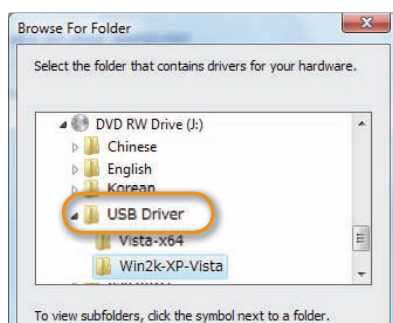 Browse For Folder
Select the folder that contains drivers for your hardware.
DVD RW Drive (J:)
Chinese
English
Korean
USB Driver
Vista-x64
Win2k-XP-Vista
To view subfolders, click the symbol next to a folder.